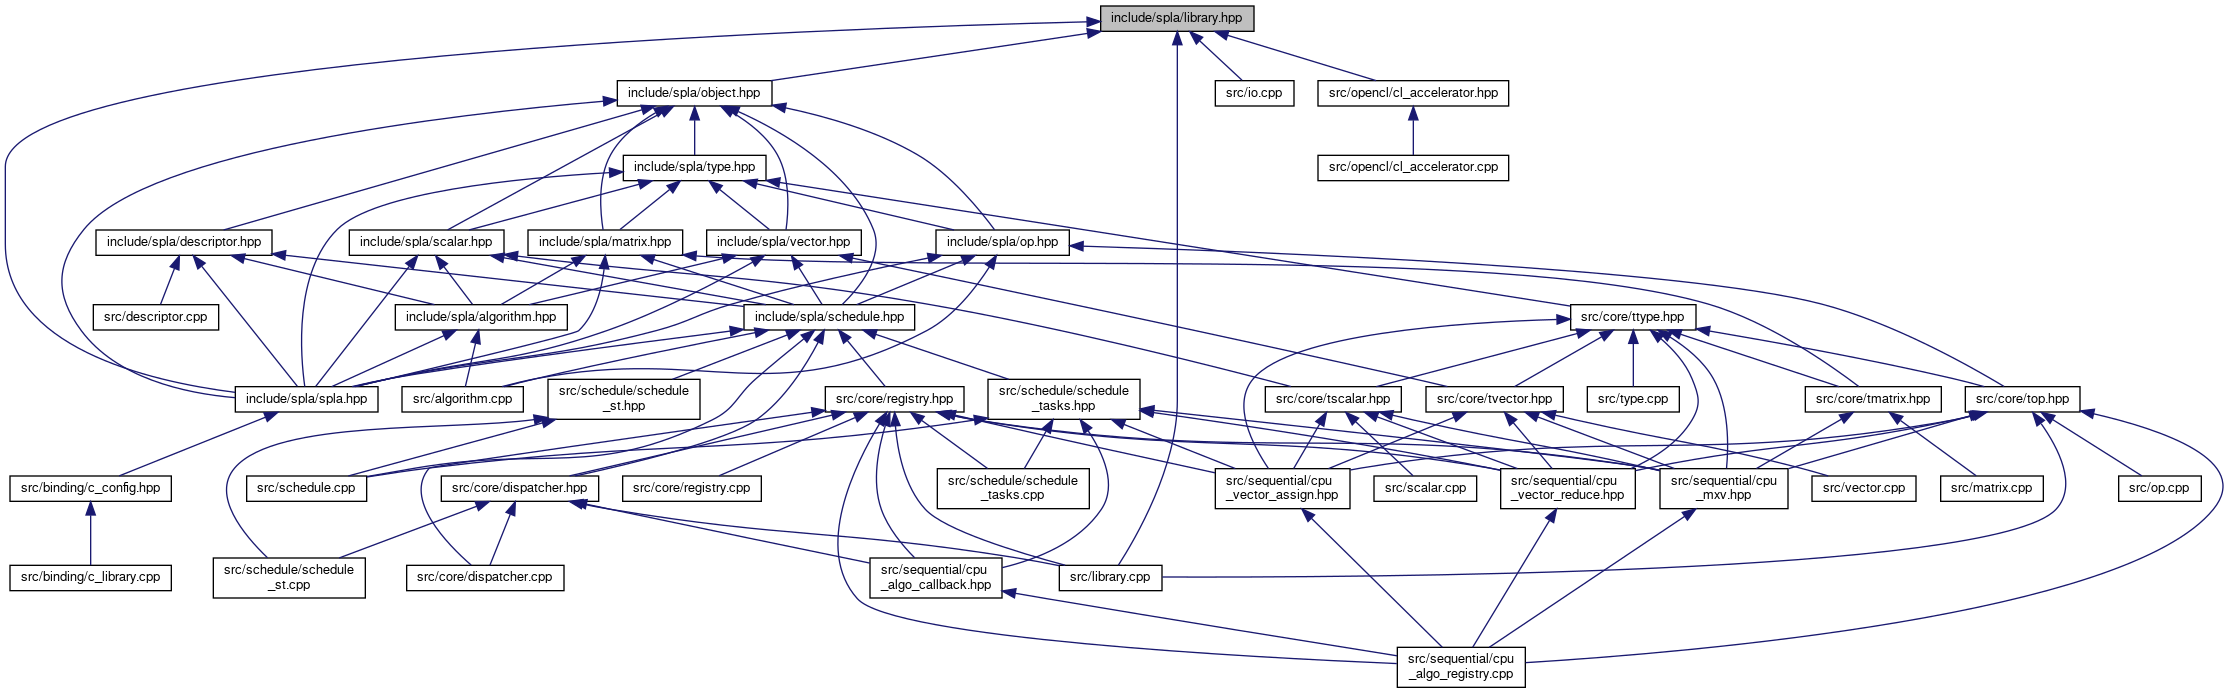 include/spla/library.hpp
include/spla/object.hpp
src/io.cpp
src/opencl/cl_accelerator.hpp
include/spla/type.hpp
src/opencl/cl_accelerator.cpp
include/spla/descriptor.hpp
include/spla/scalar.hpp
include/spla/matrix.hpp
include/spla/vector.hpp
include/spla/op.hpp
src/descriptor.cpp
include/spla/algorithm.hpp
include/spla/schedule.hpp
src/core/ttype.hpp
include/spla/spla.hpp
src/algorithm.cpp
src/schedule/schedule
_st.hpp
src/core/registry.hpp
src/schedule/schedule
_tasks.hpp
src/core/tscalar.hpp
src/core/tvector.hpp
src/type.cpp
src/core/tmatrix.hpp
src/core/top.hpp
src/binding/c_config.hpp
src/schedule.cpp
src/core/dispatcher.hpp
src/core/registry.cpp
src/schedule/schedule
_tasks.cpp
src/sequential/cpu
_vector_assign.hpp
src/scalar.cpp
src/sequential/cpu
_vector_reduce.hpp
src/sequential/cpu
_mxv.hpp
src/vector.cpp
src/matrix.cpp
src/op.cpp
src/binding/c_library.cpp
src/schedule/schedule
_st.cpp
src/core/dispatcher.cpp
src/sequential/cpu
_algo_callback.hpp
src/library.cpp
src/sequential/cpu
_algo_registry.cpp